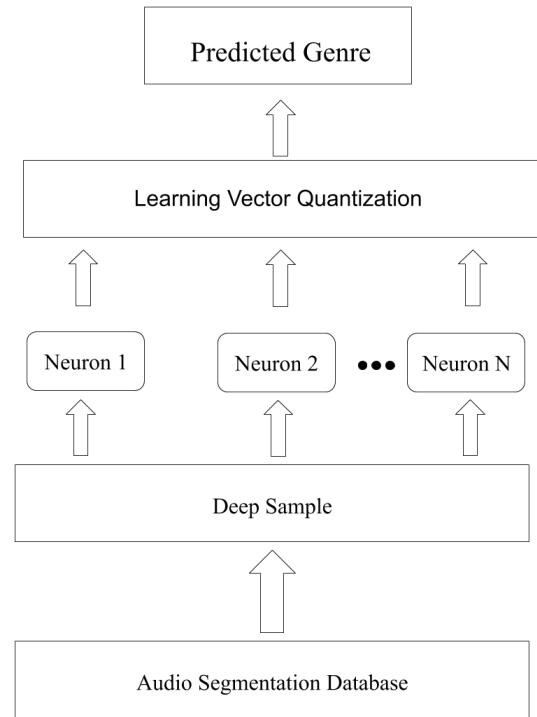 Predicted Genre
Learning Vector Quantization
Neuron 1
Neuron 2
Neuron N
Deep Sample
Audio Segmentation Database